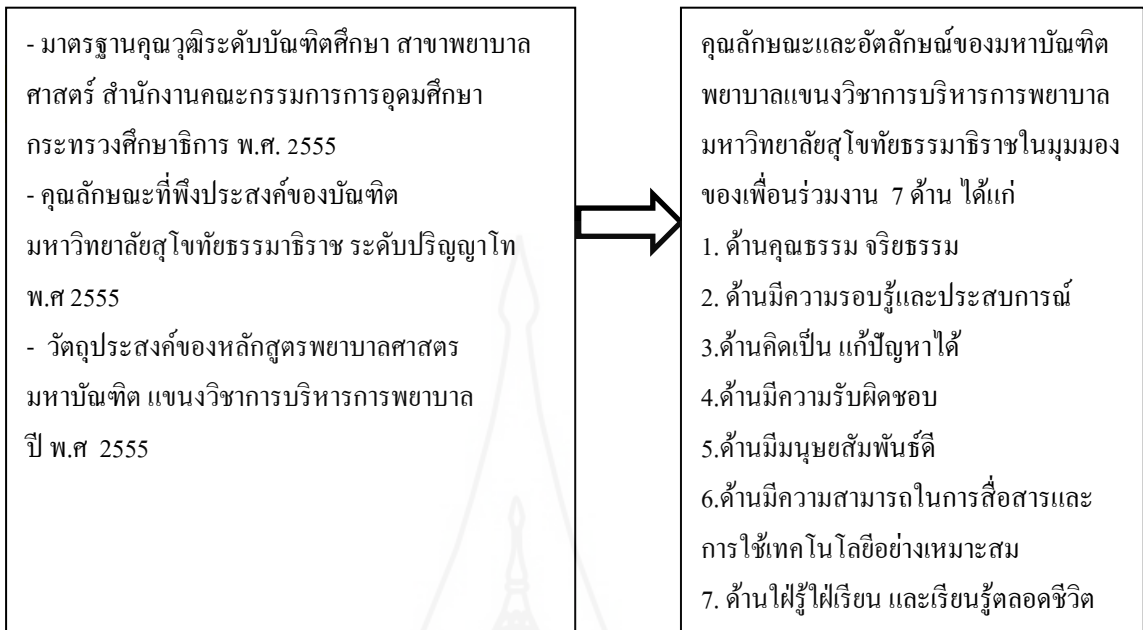 - มาตรฐานคุณวุฒิระดับบัณฑิตศึกษา สาขาพยาบาล
ศาสตร์ สำนักงานคณะกรรมการการอุดมศึกษา
กระทรวงศึกษาธิการ พ.ศ. 2555
- คุณลักษณะที่พึงประสงค์ของบัณฑิต
มหาวิทยาลัยสุโขทัยธรรมาธิราช ระดับปริญญาโท
พ.ศ 2555
- วัตถุประสงค์ของหลักสูตรพยาบาลศาสตร
มหาบัณฑิต แขนงวิชาการบริหารการพยาบาล
ปี พ.ศ 2555
คุณลักษณะและอัตลักษณ์ของมหาบัณฑิต
พยาบาลแขนงวิชาการบริหารการพยาบาล
มหาวิทยาลัยสุโขทัยธรรมาธิราชในมุมมอง
ของเพื่อนร่วมงาน 7 ด้าน ได้แก่
1. ด้านคุณธรรม จริยธรรม
2. ด้านมีความรอบรู้และประสบการณ์
3.ด้านคิดเป็น แก้ปัญหาได้
4.ด้านมีความรับผิดชอบ
5.ด้านมีมนุษยสัมพันธ์ดี
6.ด้านมีความสามารถในการสื่อสารและ
การใช้เทคโนโลยีอย่างเหมาะสม
7. ด้านใฝ่รู้ใฝ่เรียน และเรียนรู้ตลอดชีวิต